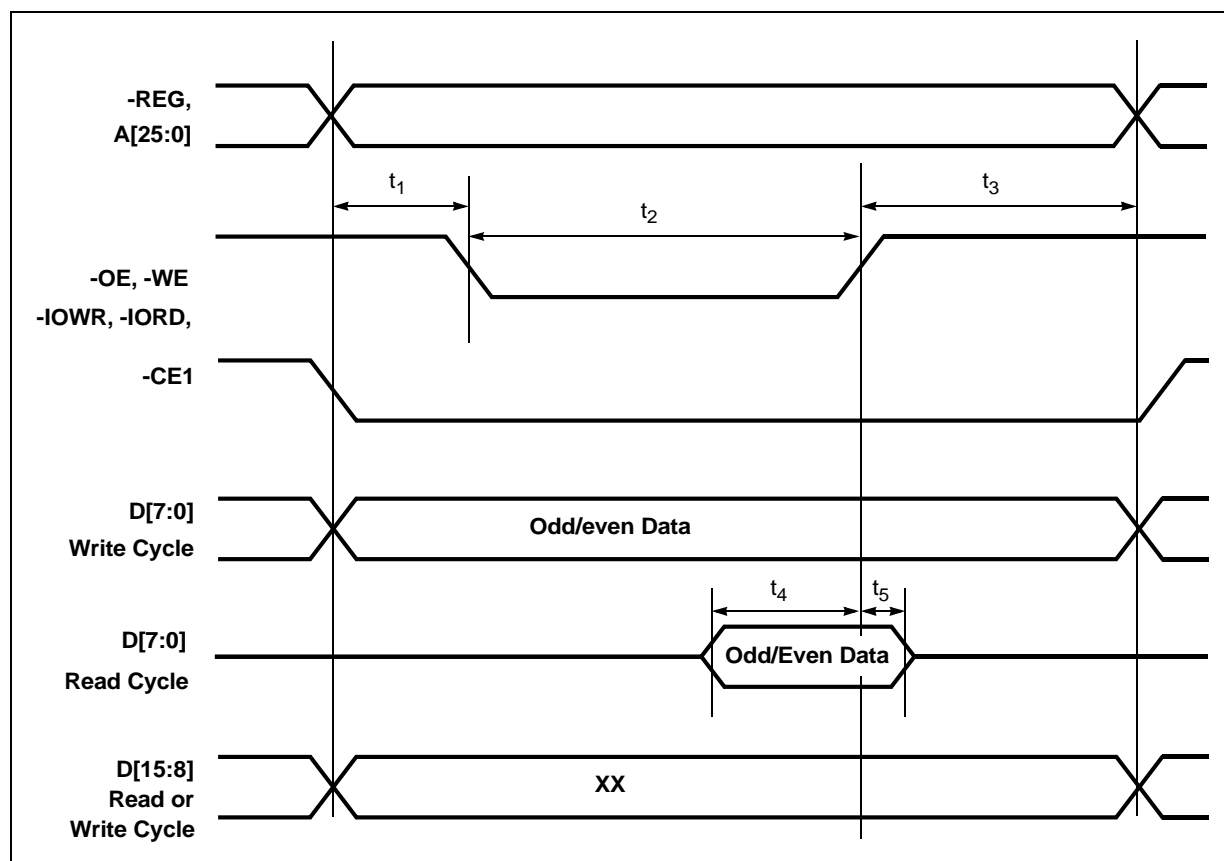 -REG,
A[25:0]
t1
t2
t3
-OE, -WE
-IOWR, -IORD,
-CE1
D[7:0]
Write Cycle
Odd/even Data
t4
t5
D[7:0]
Read Cycle
Odd/Even Data
D[15:8]
Read or
Write Cycle
XX